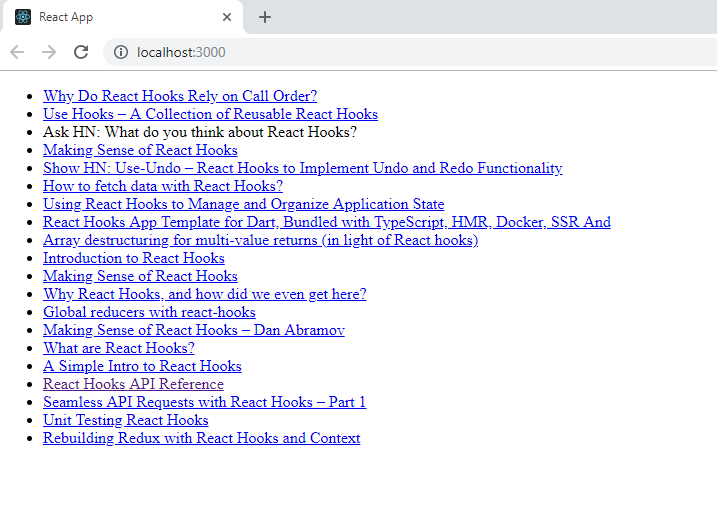 React App
localhost:3000
Why Do React Hooks Rely on Call Order?
Use Hooks – A Collection of Reusable React Hooks
Ask HN: What do you think about React Hooks?
Making Sense of React Hooks
Show HN: Use-Undo – React Hooks to Implement Undo and Redo Functionality
How to fetch data with React Hooks?
Using React Hooks to Manage and Organize Application State
React Hooks App Template for Dart, Bundled with TypeScript, HMR, Docker, SSR And
Array destructuring for multi-value returns (in light of React hooks)
Introduction to React Hooks
Making Sense of React Hooks
Why React Hooks, and how did we even get here?
Global reducers with react-hooks
Making Sense of React Hooks – Dan Abramov
What are React Hooks?
A Simple Intro to React Hooks
React Hooks API Reference
Seamless API Requests with React Hooks – Part 1
Unit Testing React Hooks
Rebuilding Redux with React Hooks and Context